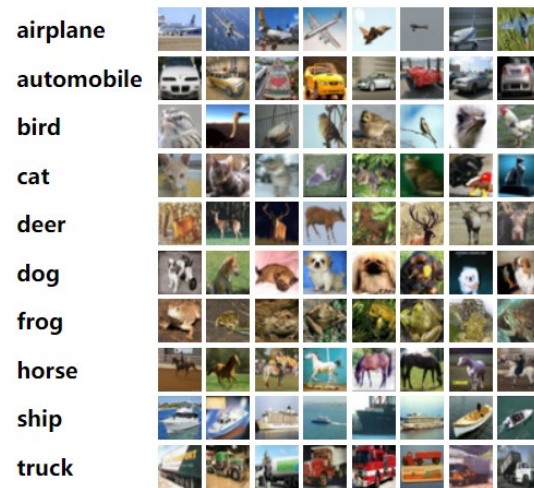 airplane
automobile
bird
cat
deer
dog
frog
horse
ship
truck